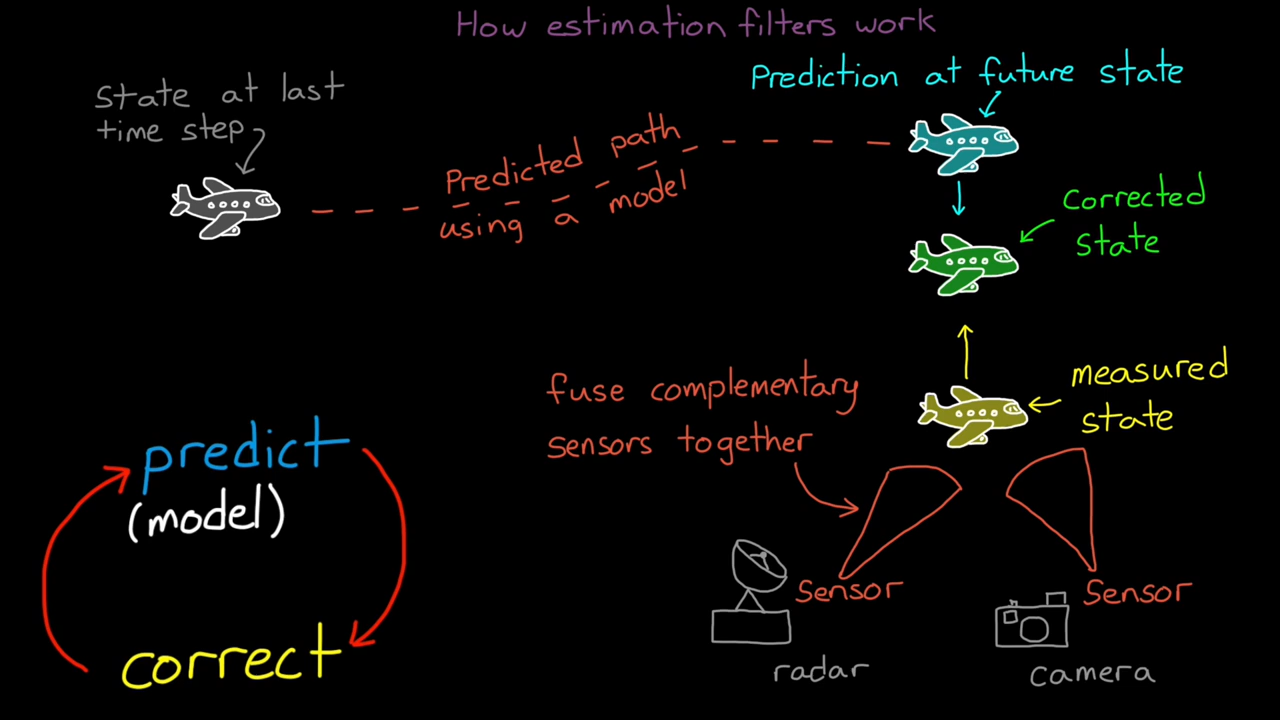 How estimation filters work
Prediction at future state
State at last
time step
Predicted path
using a model
Corrected
state
measured
state
fuse complementary
sensors together
predict
(model)
correct
Sensor
Sensor
radar
camera